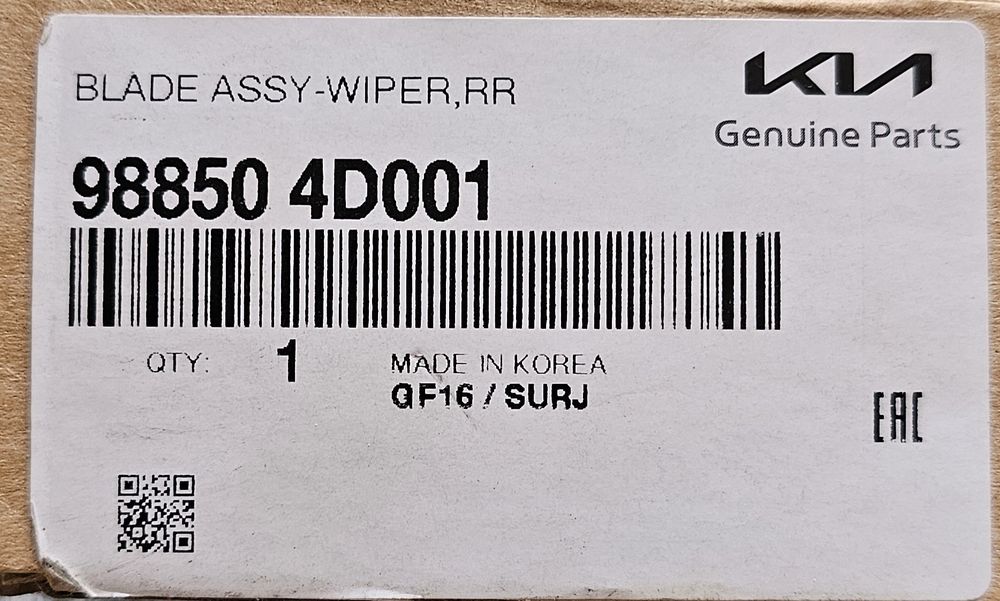 BLADE ASSY-WIPER,RR
KIA
Genuine Parts
98850 4D001
QTY: 1
MADE IN KOREA
GF16 / SURJ
EAC